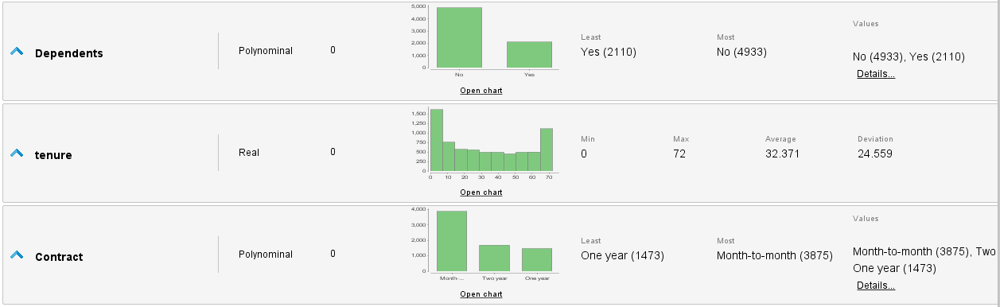 Dependents
Polynominal
0
5,000
4,000
3,000
2,000
1,000
0
No
Yes
Open chart
Least
Yes (2110)
Most
No (4933)
Values
No (4933), Yes (2110)
Details...
tenure
Real
0
1,500
1,250
1,000
750
500
250
0
0 10 20 30 40 50 60 70
Open chart
Min
0
Max
72
Average
32.371
Deviation
24.559
Contract
Polynominal
0
4,000
3,000
2,000
1,000
0
Month-...
Two year
One year
Open chart
Least
One year (1473)
Most
Month-to-month (3875)
Values
Month-to-month (3875), Two
One year (1473)
Details...